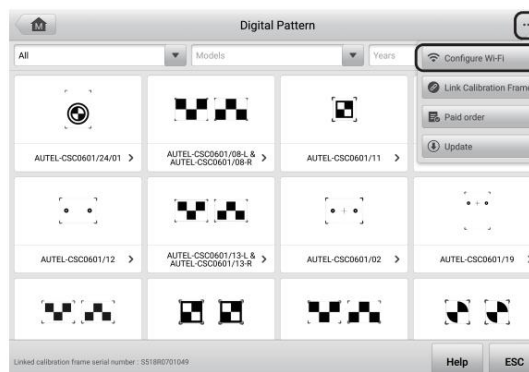 M
Digital Pattern
All
Models
Years
Configure Wi-Fi
Link Calibration Frame
Paid order
Update
AUTEL-CSC0601/24/01
AUTEL-CSC0601/08-L &
AUTEL-CSC0601/08-R
AUTEL-CSC0601/11
AUTEL-CSC0601/12
AUTEL-CSC0601/13-L &
AUTEL-CSC0601/13-R
AUTEL-CSC0601/02
AUTEL-CSC0601/19
Linked calibration frame serial number : S518R0701049
Help
ESC